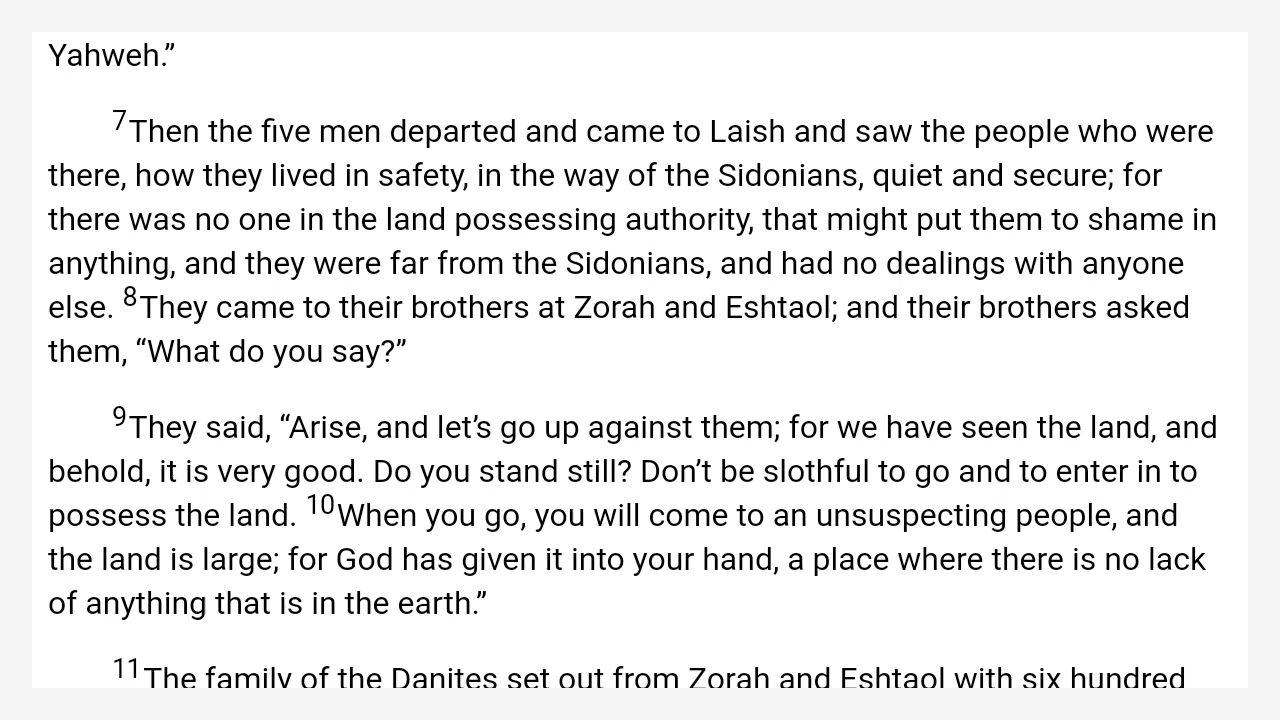 Yahweh.”
7Then the five men departed and came to Laish and saw the people who were
there, how they lived in safety, in the way of the Sidonians, quiet and secure; for
there was no one in the land possessing authority, that might put them to shame in
anything, and they were far from the Sidonians, and had no dealings with anyone
else. 8They came to their brothers at Zorah and Eshtaol; and their brothers asked
them, “What do you say?”
9They said, “Arise, and let’s go up against them; for we have seen the land, and
behold, it is very good. Do you stand still? Don’t be slothful to go and to enter in to
possess the land. 10When you go, you will come to an unsuspecting people, and
the land is large; for God has given it into your hand, a place where there is no lack
of anything that is in the earth.”
11The family of the Danites set out from Zorah and Eshtaol with six hundred